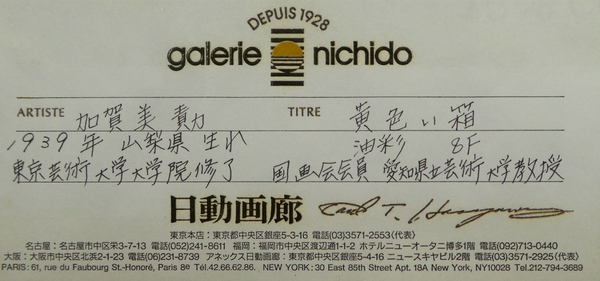 DEPUIS 1928
galerie nichido
ARTISTE 加賀美 勣 TITRE 黄色い箱
1939年 山梨県生れ 油彩 8F
東京芸術大学大学院修了 国画会会員 愛知県立芸術大学教授
日動画廊
東京本店：東京都中央区銀座5-3-16 電話(03)3571-2553〈代表〉
名古屋：名古屋市中区栄3-7-13 電話(052)241-8611 福岡：福岡市中央区渡辺通1-1-2 ホテルニューオータニ博多1階 電話(092)713-0440
大阪：大阪市中央区北浜2-1-23 電話(06)231-8739 アネックス日動画廊：東京都中央区銀座5-4-16 ニュースキヤビル2階 電話(03)3571-2925〈代表〉
PARIS: 61, rue du Faubourg St.-Honoré, Paris 8e Tél.42.66.62.86. NEW YORK: 30 East 85th Street Apt. 18A New York, NY10028 Tel.212-794-3689